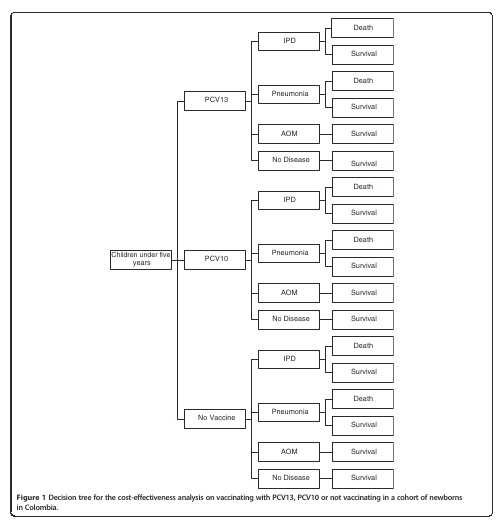 Children under five
years
PCV13
IPD
Death
Survival
Pneumonia
Death
Survival
AOM
Survival
No Disease
Survival
PCV10
IPD
Death
Survival
Pneumonia
Death
Survival
AOM
Survival
No Disease
Survival
No Vaccine
IPD
Death
Survival
Pneumonia
Death
Survival
AOM
Survival
No Disease
Survival
Figure 1 Decision tree for the cost-effectiveness analysis on vaccinating with PCV13, PCV10 or not vaccinating in a cohort of newborns
in Colombia.